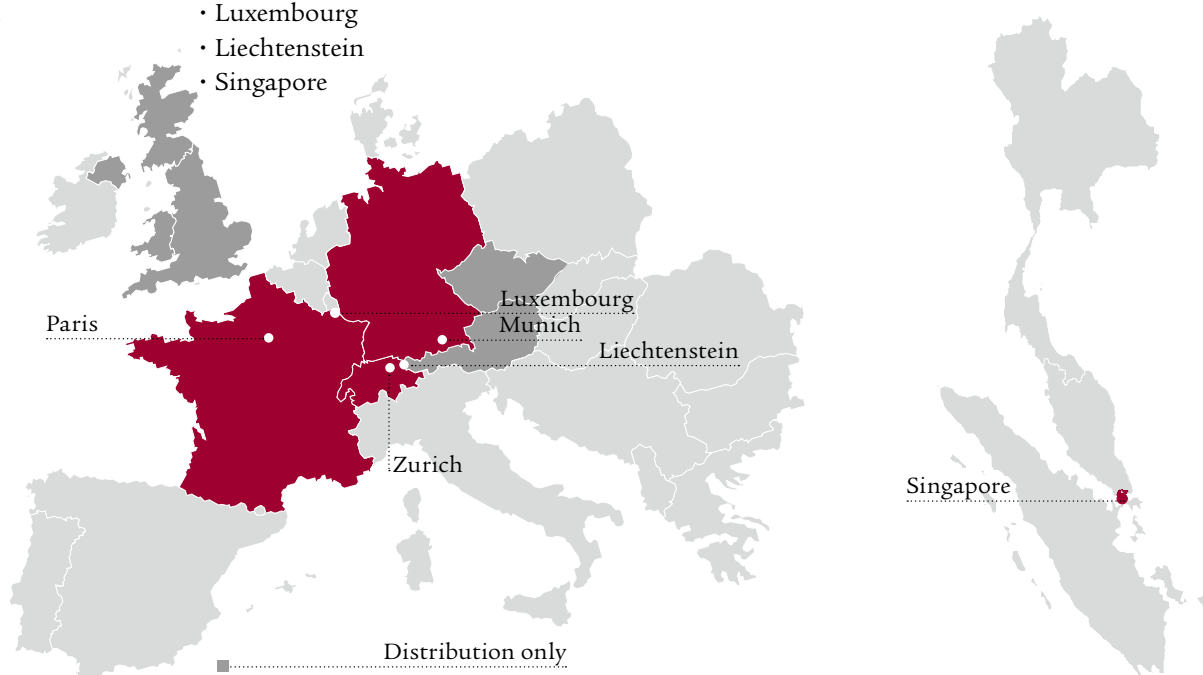 · Luxembourg
· Liechtenstein
· Singapore
Luxembourg
Paris
Munich
Liechtenstein
Zurich
Singapore
Distribution only